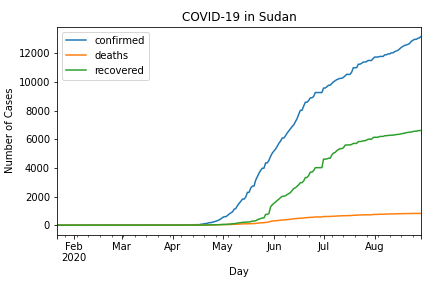 COVID-19 in Sudan
confirmed
deaths
recovered
Number of Cases
12000
10000
8000
6000
4000
2000
0
Feb Mar Apr May Jun Jul Aug
2020
Day